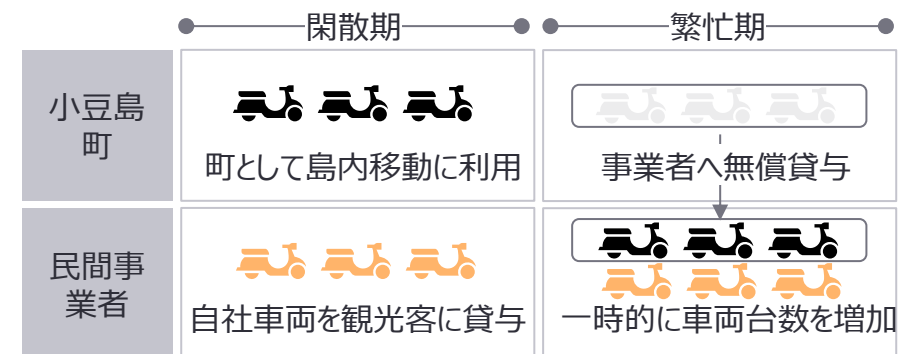 閑散期
繁忙期
小豆島
町
町として島内移動に利用
事業者へ無償貸与
民間事
業者
自社車両を観光客に貸与
一時的に車両台数を増加